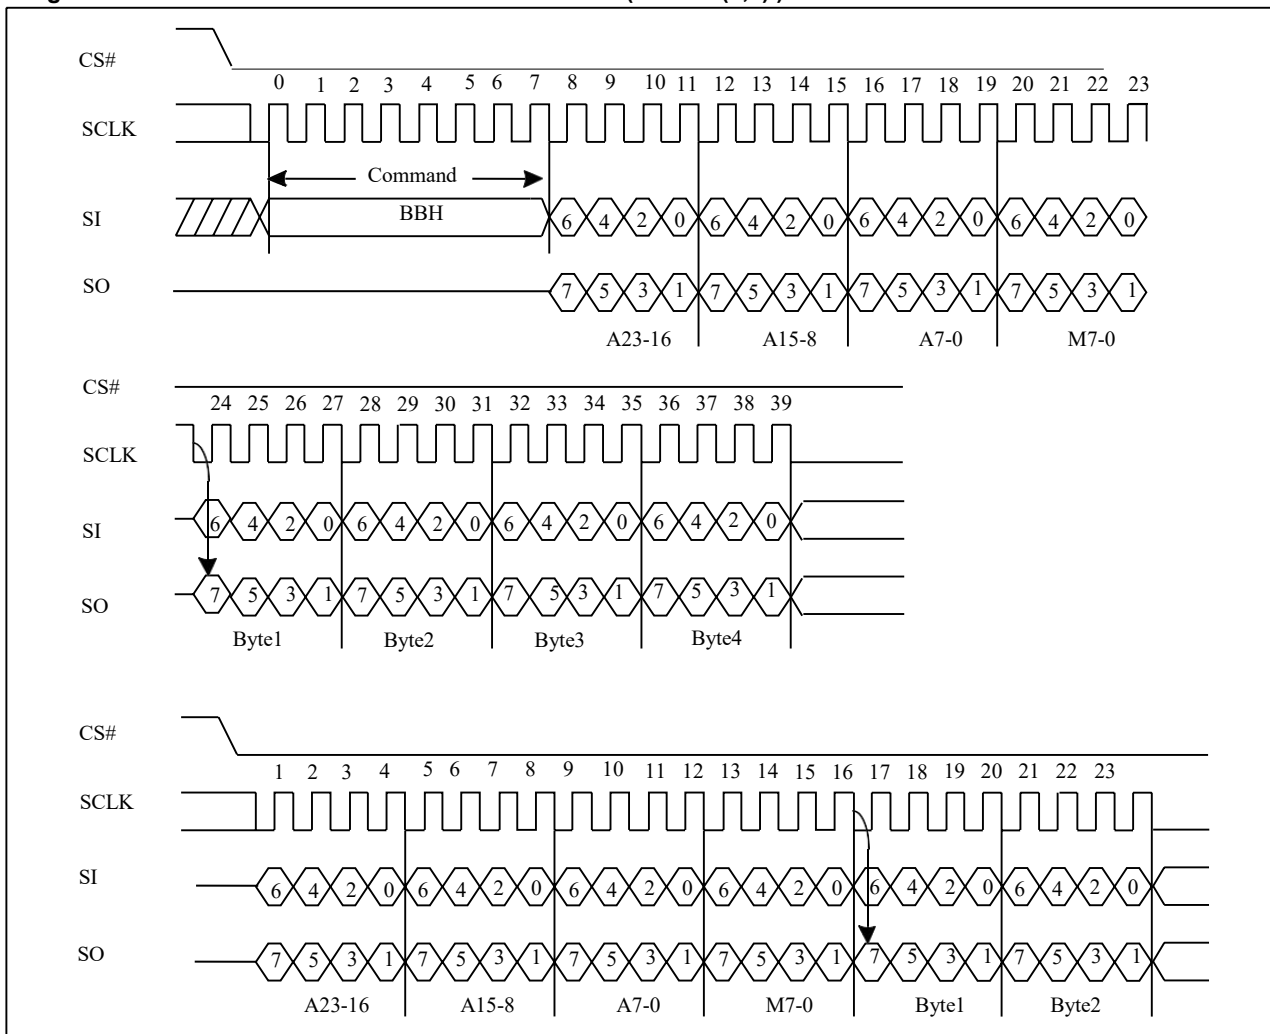 CS#
0 1 2 3 4 5 6 7 8 9 10 11 12 13 14 15 16 17 18 19 20 21 22 23
SCLK
Command
SI BBH 6 4 2 0 6 4 2 0 6 4 2 0 6 4 2 0
SO 7 5 3 1 7 5 3 1 7 5 3 1 7 5 3 1
A23-16 A15-8 A7-0 M7-0
CS#
24 25 26 27 28 29 30 31 32 33 34 35 36 37 38 39
SCLK
SI 6 4 2 0 6 4 2 0 6 4 2 0 6 4 2 0
SO 7 5 3 1 7 5 3 1 7 5 3 1 7 5 3 1
Byte1 Byte2 Byte3 Byte4
CS#
1 2 3 4 5 6 7 8 9 10 11 12 13 14 15 16 17 18 19 20 21 22 23
SCLK
SI 6 4 2 0 6 4 2 0 6 4 2 0 6 4 2 0 6 4 2 0 6 4 2 0
SO 7 5 3 1 7 5 3 1 7 5 3 1 7 5 3 1 7 5 3 1 7 5 3 1
A23-16 A15-8 A7-0 M7-0 Byte1 Byte2